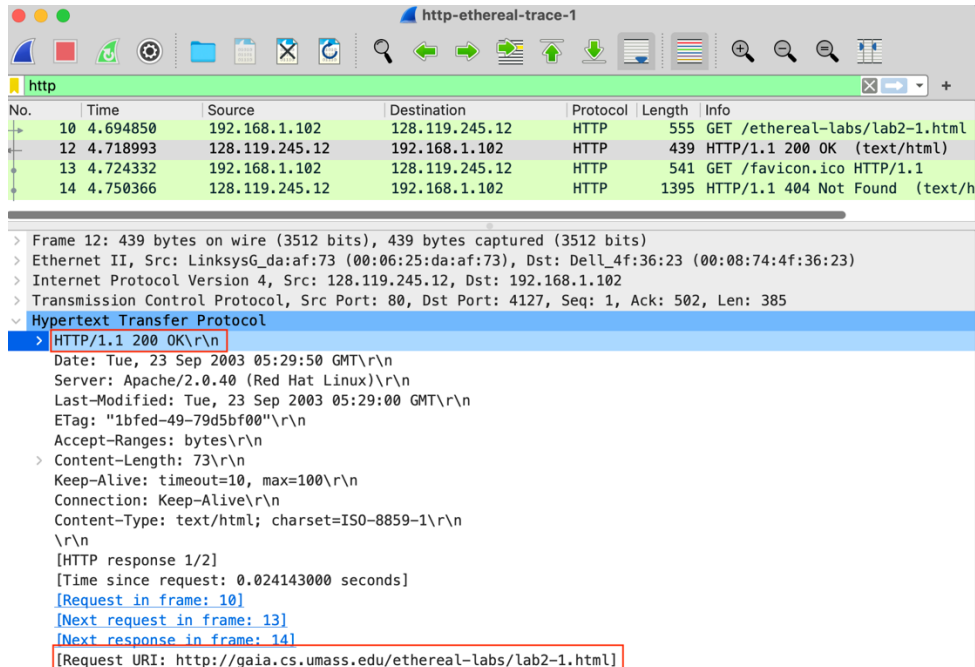 http-ethereal-trace-1
http
No. Time Source Destination Protocol Length Info
10 4.694850 192.168.1.102 128.119.245.12 HTTP 555 GET /ethereal-labs/lab2-1.html
12 4.718993 128.119.245.12 192.168.1.102 HTTP 439 HTTP/1.1 200 OK (text/html)
13 4.724332 192.168.1.102 128.119.245.12 HTTP 541 GET /favicon.ico HTTP/1.1
14 4.750366 128.119.245.12 192.168.1.102 HTTP 1395 HTTP/1.1 404 Not Found (text/h
Frame 12: 439 bytes on wire (3512 bits), 439 bytes captured (3512 bits)
Ethernet II, Src: LinksysG_da:af:73 (00:06:25:da:af:73), Dst: Dell_4f:36:23 (00:08:74:4f:36:23)
Internet Protocol Version 4, Src: 128.119.245.12, Dst: 192.168.1.102
Transmission Control Protocol, Src Port: 80, Dst Port: 4127, Seq: 1, Ack: 502, Len: 385
Hypertext Transfer Protocol
HTTP/1.1 200 OK\r\n
Date: Tue, 23 Sep 2003 05:29:50 GMT\r\n
Server: Apache/2.0.40 (Red Hat Linux)\r\n
Last-Modified: Tue, 23 Sep 2003 05:29:00 GMT\r\n
ETag: "1bfed-49-79d5bf00"\r\n
Accept-Ranges: bytes\r\n
Content-Length: 73\r\n
Keep-Alive: timeout=10, max=100\r\n
Connection: Keep-Alive\r\n
Content-Type: text/html; charset=ISO-8859-1\r\n
\r\n
[HTTP response 1/2]
[Time since request: 0.024143000 seconds]
[Request in frame: 10]
[Next request in frame: 13]
[Next response in frame: 14]
[Request URI: http://gaia.cs.umass.edu/ethereal-labs/lab2-1.html]